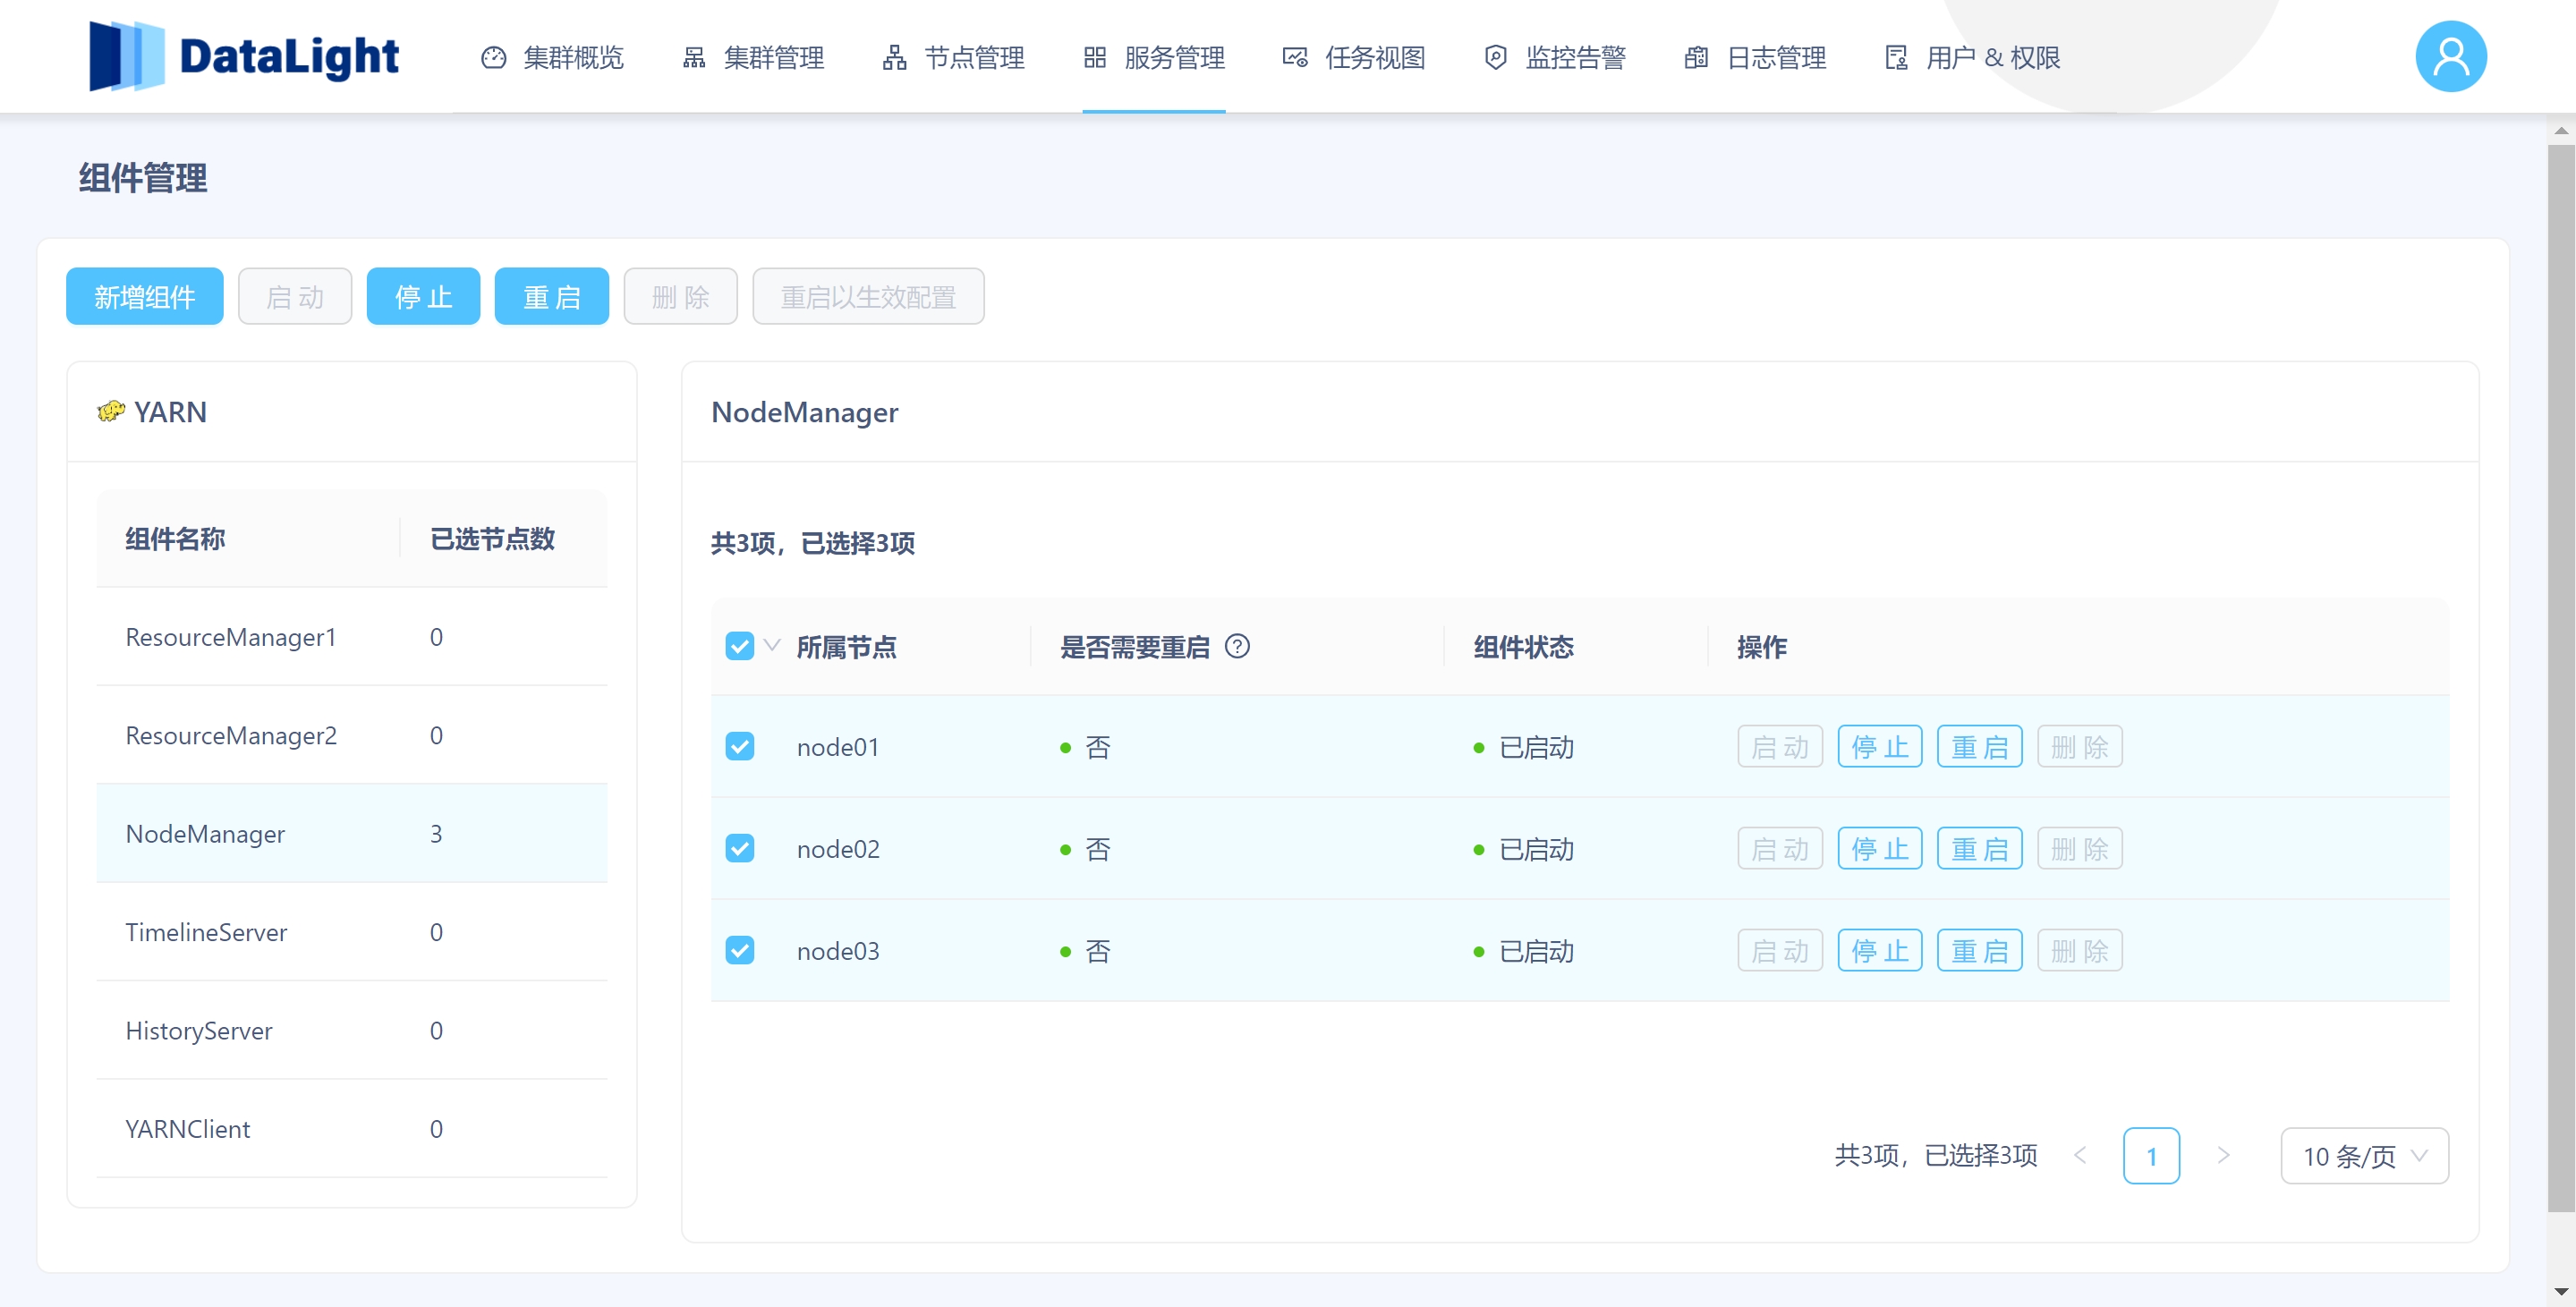 DataLight 集群概览 集群管理 节点管理 服务管理 任务视图 监控告警 日志管理 用户 & 权限
组件管理
新增组件 启 动 停 止 重 启 删 除 重启以生效配置
YARN
组件名称 已选节点数
ResourceManager1 0
ResourceManager2 0
NodeManager 3
TimelineServer 0
HistoryServer 0
YARNClient 0
NodeManager
共3项，已选择3项
所属节点 是否需要重启 组件状态 操作
node01 否 已启动 启 动 停 止 重 启 删 除
node02 否 已启动 启 动 停 止 重 启 删 除
node03 否 已启动 启 动 停 止 重 启 删 除
共3项，已选择3项 < 1 > 10 条/页